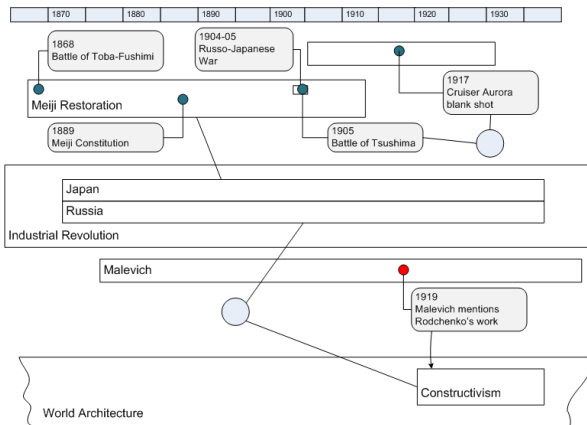 1870 1880 1890 1900 1910 1920 1930
1868
Battle of Toba-Fushimi
1904-05
Russo-Japanese
War
Meiji Restoration
1917
Cruiser Aurora
blank shot
1889
Meiji Constitution
1905
Battle of Tsushima
Japan
Russia
Industrial Revolution
Malevich
1919
Malevich mentions
Rodchenko's work
Constructivism
World Architecture